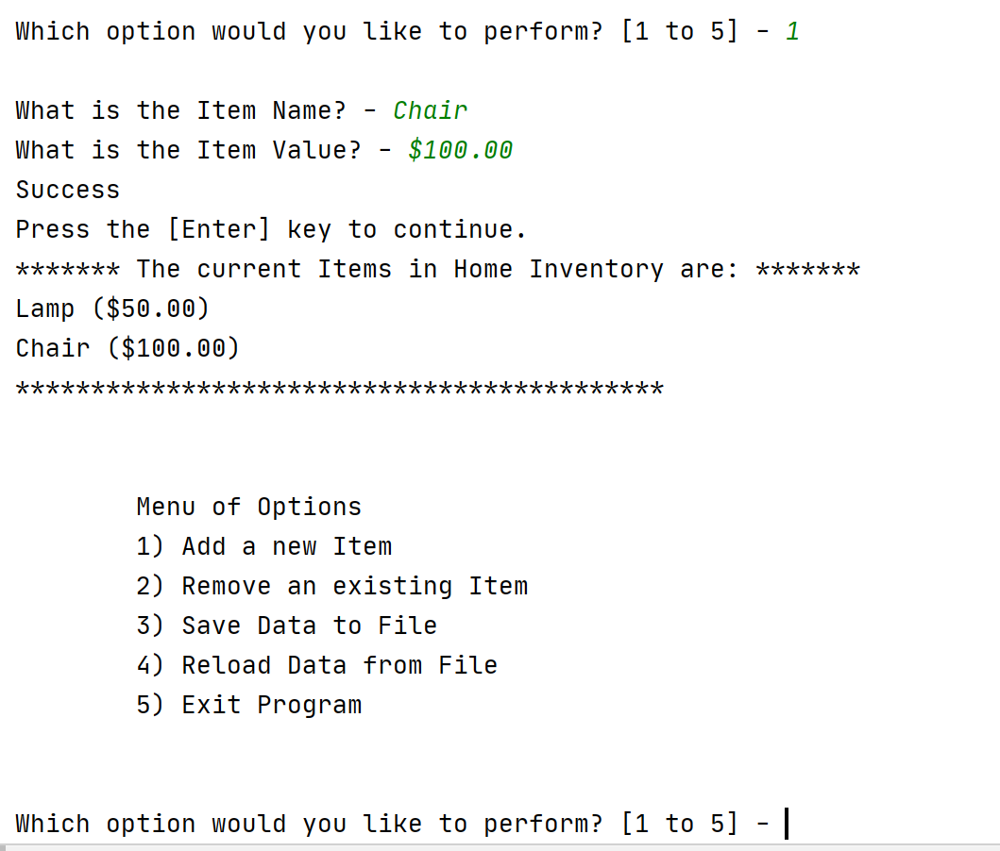 Which option would you like to perform? [1 to 5] - 1
What is the Item Name? - Chair
What is the Item Value? - $100.00
Success
Press the [Enter] key to continue.
******* The current Items in Home Inventory are: *******
Lamp ($50.00)
Chair ($100.00)
*******************************************
Menu of Options
1) Add a new Item
2) Remove an existing Item
3) Save Data to File
4) Reload Data from File
5) Exit Program
Which option would you like to perform? [1 to 5] -